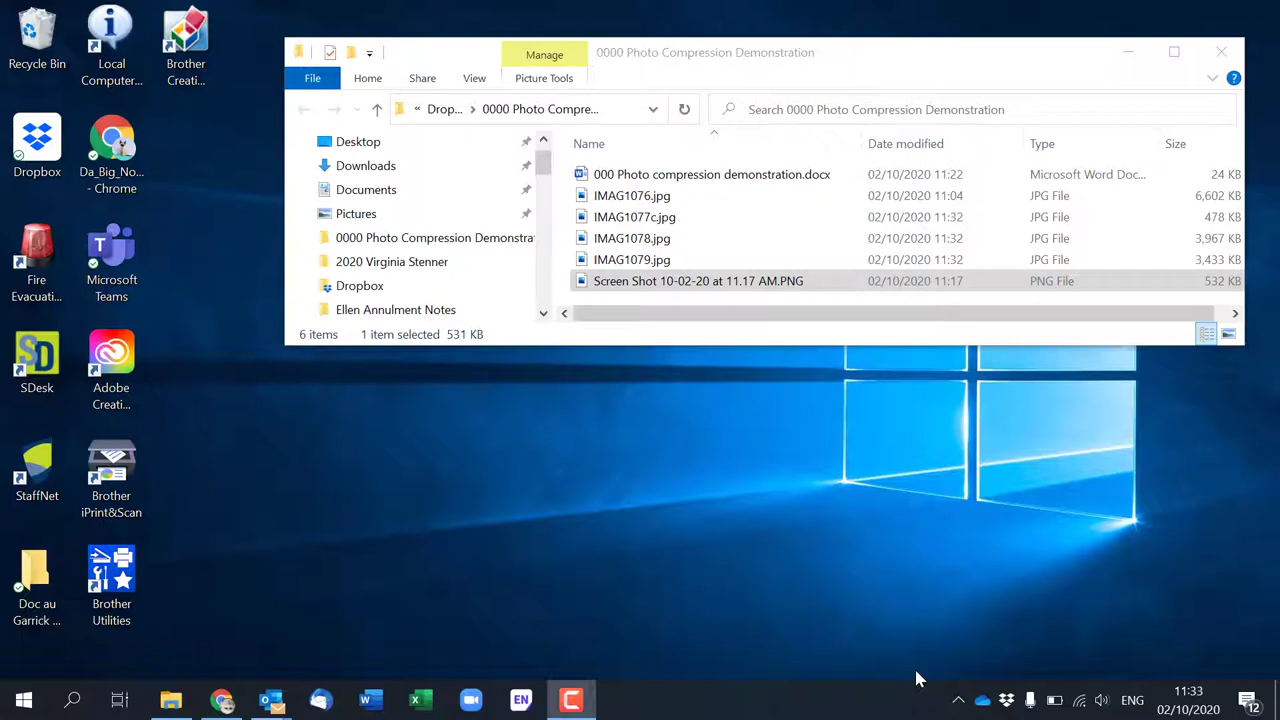 Recycle Bin
Local
Computer...
Brother
Creati...
Dropbox
Da_Big_No...
- Chrome
Fire
Evacuati...
Microsoft
Teams
SD
SDesk
Adobe
Creati...
StaffNet
Brother
iPrint&Scan
Doc au
Garrick ...
Brother
Utilities
Manage
0000 Photo Compression Demonstration
File
Home
Share
View
Picture Tools
« Drop... > 0000 Photo Compre...
Search 0000 Photo Compression Demonstration
Desktop
Downloads
Documents
Pictures
0000 Photo Compression Demonstra
2020 Virginia Stenner
Dropbox
Ellen Annulment Notes
Name Date modified Type Size
000 Photo compression demonstration.docx 02/10/2020 11:22 Microsoft Word Doc... 24 KB
IMAG1076.jpg 02/10/2020 11:04 JPG File 6,602 KB
IMAG1077c.jpg 02/10/2020 11:32 JPG File 478 KB
IMAG1078.jpg 02/10/2020 11:32 JPG File 3,967 KB
IMAG1079.jpg 02/10/2020 11:32 JPG File 3,433 KB
Screen Shot 10-02-20 at 11.17 AM.PNG 02/10/2020 11:17 PNG File 532 KB
6 items 1 item selected 531 KB
EN
ENG
11:33
02/10/2020
12